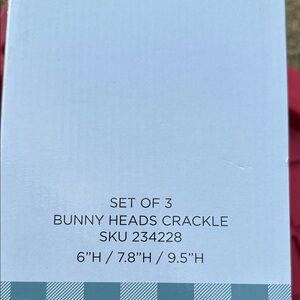 SET OF 3
BUNNY HEADS CRACKLE
SKU 234228
6"H / 7.8"H / 9.5"H